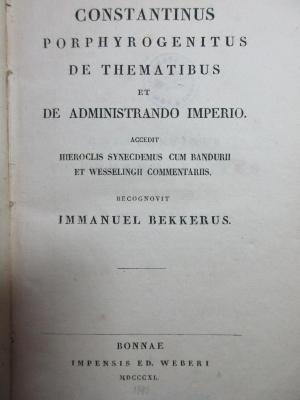 CONSTANTINUS
PORPHYROGENITUS
DE THEMATIBUS
ET
DE ADMINISTRANDO IMPERIO.
ACCEDIT
HIEROCLIS SYNECDEMUS CUM BANDURII
ET WESSELINGII COMMENTARIIS.
RECOGNOVIT
IMMANUEL BEKKERUS.
BONNAE
IMPENSIS ED. WEBERI
MDCCCXL.